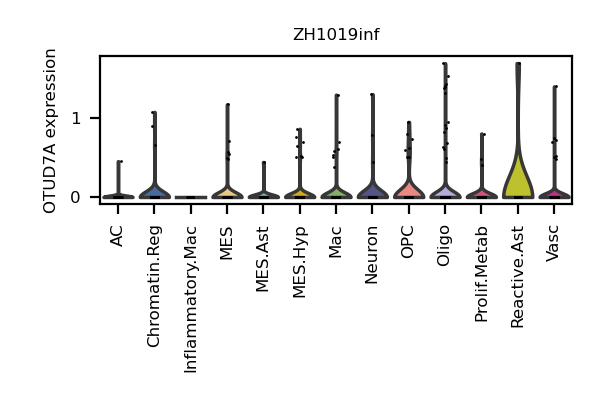 ZH1019inf
OTUD7A expression
1
0
AC
Chromatin.Reg
Inflammatory.Mac
MES
MES.Ast
MES.Hyp
Mac
Neuron
OPC
Oligo
Prolif.Metab
Reactive.Ast
Vasc